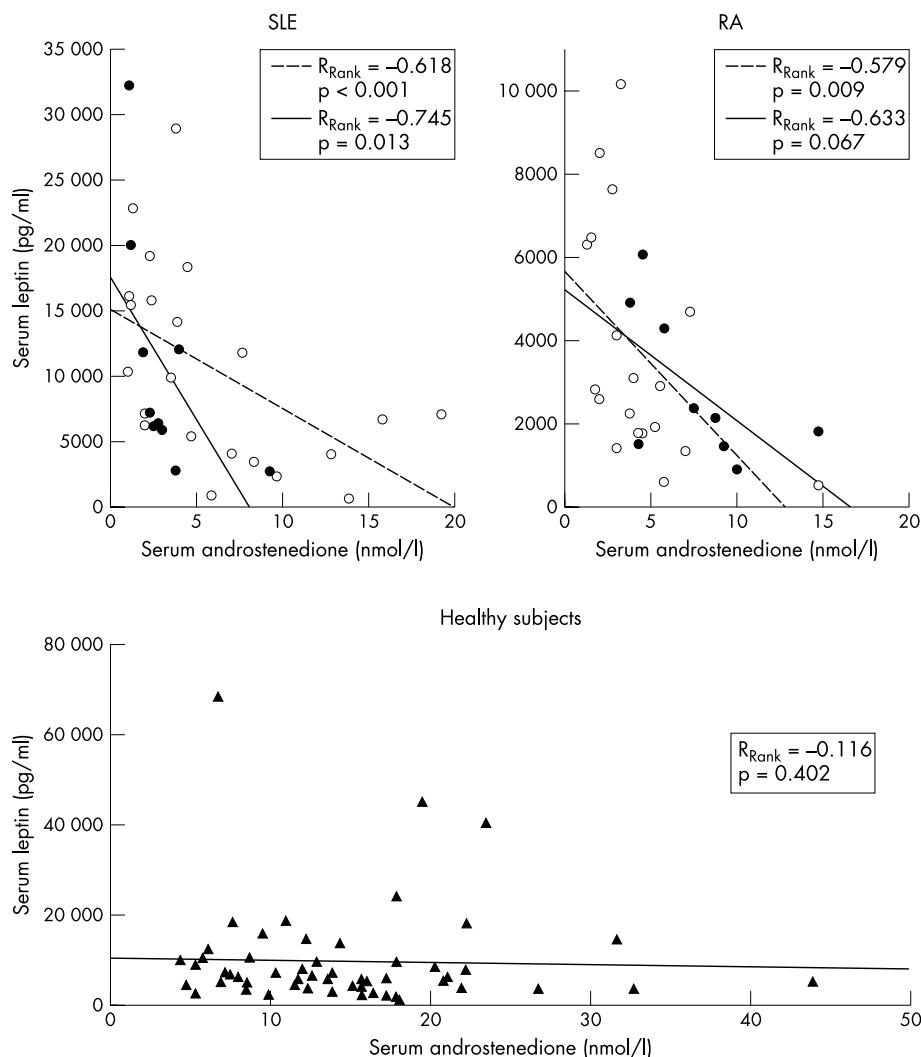 SLE
35 000
30 000
25 000
20 000
15 000
10 000
5000
0
Serum leptin (pg/ml)
R_Rank = –0.618
p < 0.001
R_Rank = –0.745
p = 0.013
0 5 10 15 20
Serum androstenedione (nmol/l)
RA
10 000
8000
6000
4000
2000
0
R_Rank = –0.579
p = 0.009
R_Rank = –0.633
p = 0.067
0 5 10 15 20
Serum androstenedione (nmol/l)
Healthy subjects
80 000
60 000
40 000
20 000
0
Serum leptin (pg/ml)
R_Rank = –0.116
p = 0.402
0 10 20 30 40 50
Serum androstenedione (nmol/l)